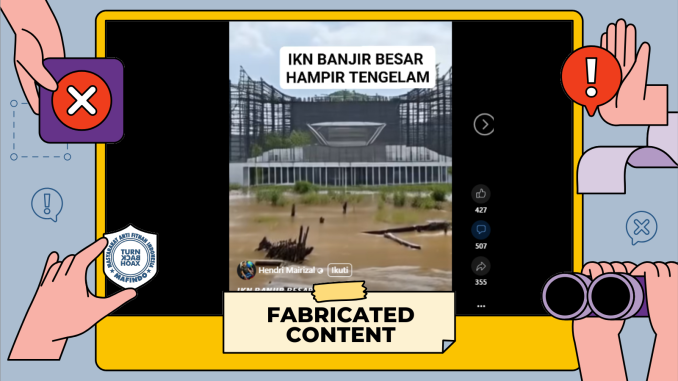 IKN BANJIR BESAR
HAMPIR TENGELAM
427
507
355
Hendri Mairizal
Ikuti
IKN BANJIR BESAR
MASYARAKAT ANTI FITNAH INDONESIA
TURN
BACK
HOAX
MAFINDO
FABRICATED
CONTENT